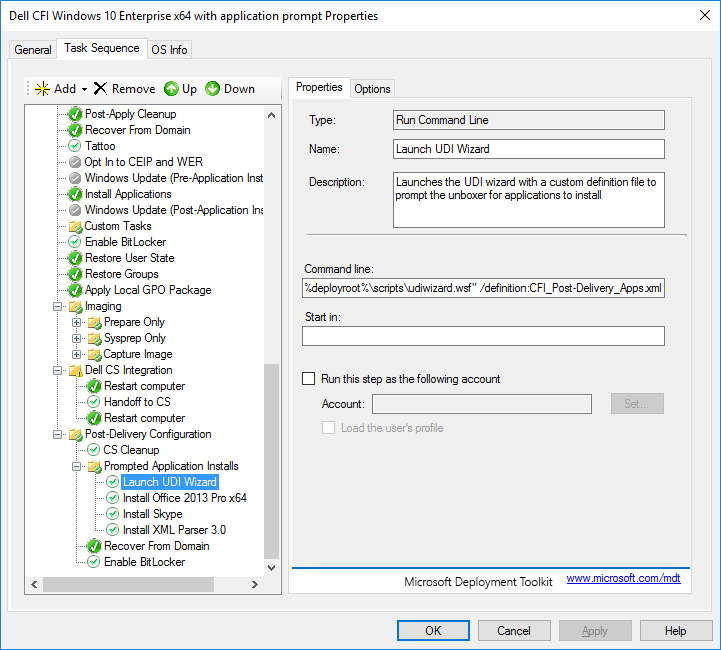 Dell CFI Windows 10 Enterprise x64 with application prompt Properties
General
Task Sequence
OS Info
Add
Remove
Up
Down
Post-Apply Cleanup
Recover From Domain
Tattoo
Opt In to CEIP and WER
Windows Update (Pre-Application Inst
Install Applications
Windows Update (Post-Application Ins
Custom Tasks
Enable BitLocker
Restore User State
Restore Groups
Apply Local GPO Package
Imaging
Prepare Only
Sysprep Only
Capture Image
Dell CS Integration
Restart computer
Handoff to CS
Restart computer
Post-Delivery Configuration
CS Cleanup
Prompted Application Installs
Launch UDI Wizard
Install Office 2013 Pro x64
Install Skype
Install XML Parser 3.0
Recover From Domain
Enable BitLocker
Properties
Options
Type:
Run Command Line
Name:
Launch UDI Wizard
Description:
Launches the UDI wizard with a custom definition file to
prompt the unboxer for applications to install
Command line:
%deployroot%\scripts\udiwizard.wsf" /definition:CFI_Post-Delivery_Apps.xml
Start in:
Run this step as the following account
Account:
Set...
Load the user's profile
Microsoft Deployment Toolkit
www.microsoft.com/mdt
OK
Cancel
Apply
Help